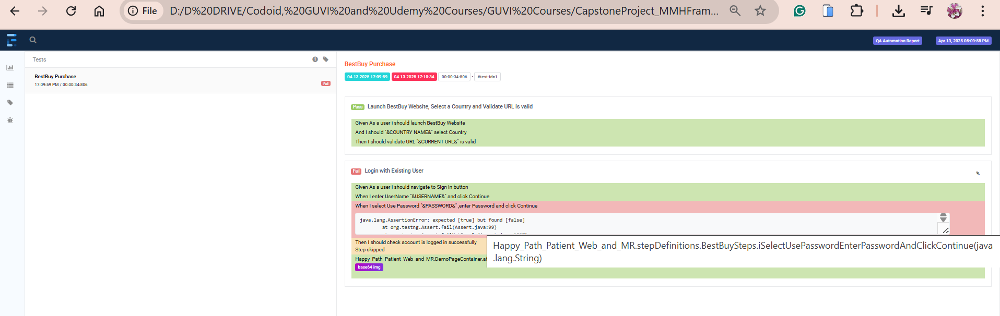 File
D:/D%20DRIVE/Codoid,%20GUVI%20and%20Udemy%20Courses/GUVI%20Courses/CapstoneProject_MMHFram...
QA Automation Report
Apr 13, 2025 05:09:58 PM
Tests
BestBuy Purchase
17:09:59 PM / 00:00:34:806
Fail
BestBuy Purchase
04.13.2025 17:09:59 04.13.2025 17:10:34 00:00:34:806 · #test-id=1
Pass Launch BestBuy Website, Select a Country and Validate URL is valid
Given As a user i should launch BestBuy Website
And I should "&COUNTRY NAME&" select Country
Then I should validate URL "&CURRENT URL&" is valid
Fail Login with Existing User
Given As a user i should navigate to Sign In button
When I enter UserName "&USERNAME&" and click Continue
When I select Use Password "&PASSWORD&" ,enter Password and click Continue
java.lang.AssertionError: expected [true] but found [false]
at org.testng.Assert.fail(Assert.java:99)
Then I should check account is logged in successfully
Step skipped
Happy_Path_Patient_Web_and_MR.stepDefinitions.BestBuySteps.iSelectUsePasswordEnterPasswordAndClickContinue(java
.lang.String)
Happy_Path_Patient_Web_and_MR.DemoPageContainer.af
base64 img